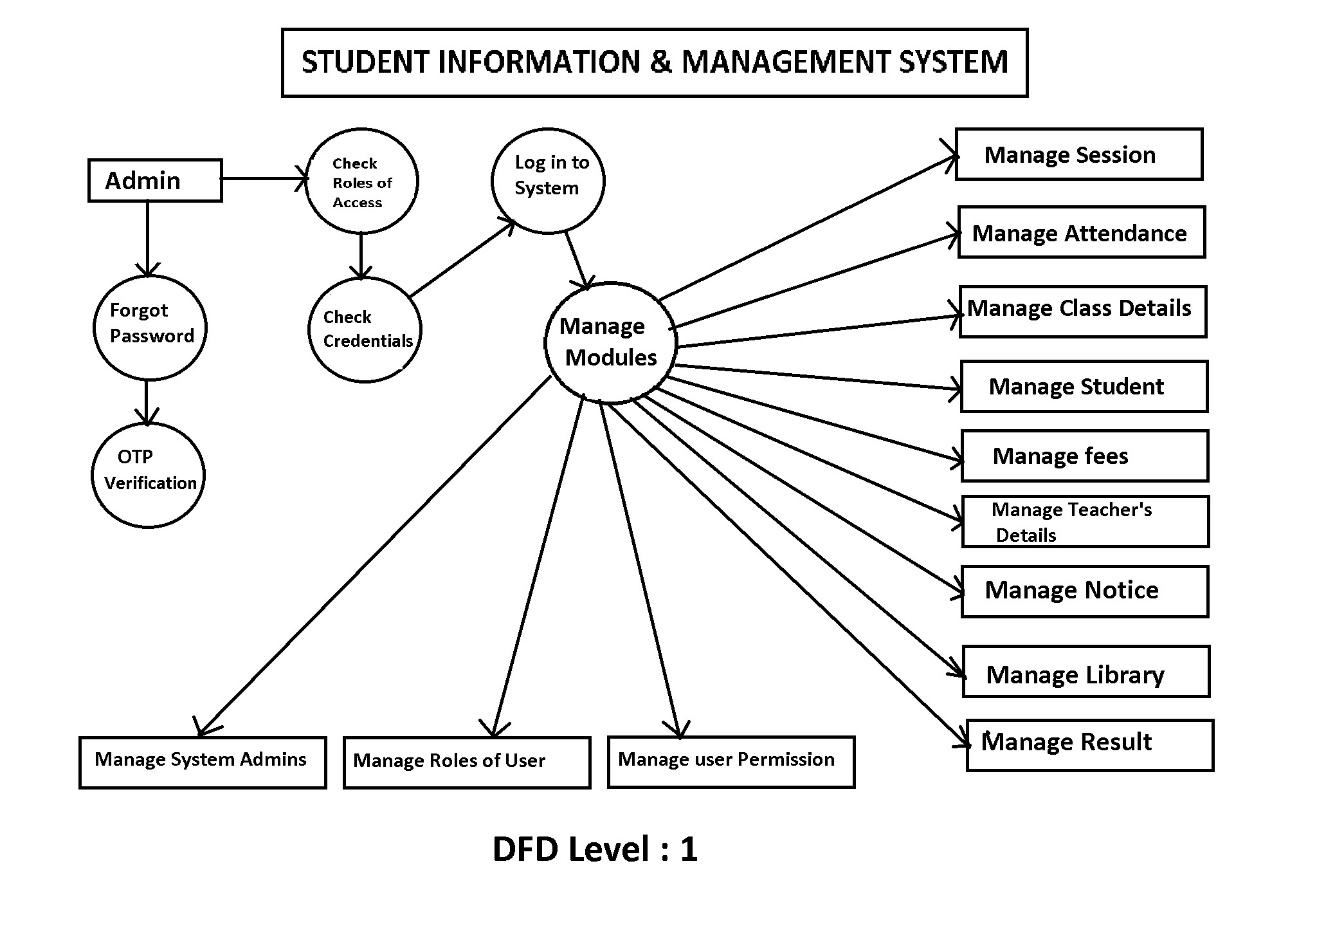 STUDENT INFORMATION & MANAGEMENT SYSTEM
Admin
Check
Roles of
Access
Log in to
System
Forgot
Password
Check
Credentials
Manage
Modules
OTP
Verification
Manage Session
Manage Attendance
Manage Class Details
Manage Student
Manage fees
Manage Teacher's
Details
Manage Notice
Manage Library
Manage Result
Manage System Admins
Manage Roles of User
Manage user Permission
DFD Level : 1